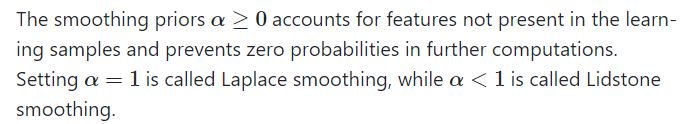 The smoothing priors α ≥ 0 accounts for features not present in the learn-
ing samples and prevents zero probabilities in further computations.
Setting α = 1 is called Laplace smoothing, while α < 1 is called Lidstone
smoothing.